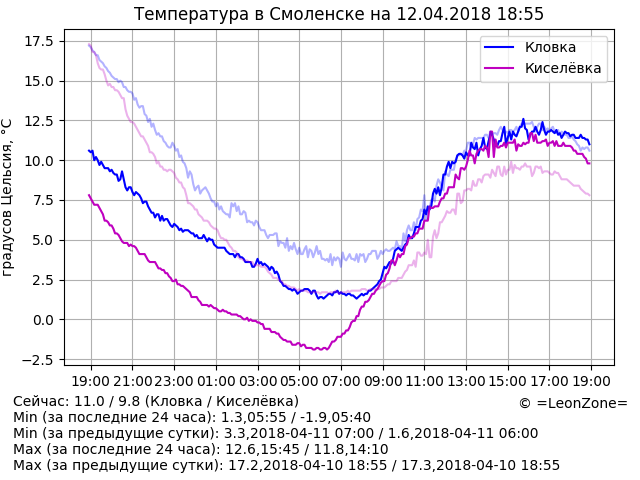 Температура в Смоленске на 12.04.2018 18:55
градусов Цельсия, °C
17.5
15.0
12.5
10.0
7.5
5.0
2.5
0.0
−2.5
Кловка
Киселёвка
19:00 21:00 23:00 01:00 03:00 05:00 07:00 09:00 11:00 13:00 15:00 17:00 19:00
Сейчас: 11.0 / 9.8 (Кловка / Киселёвка)
© =LeonZone=
Min (за последние 24 часа): 1.3,05:55 / -1.9,05:40
Min (за предыдущие сутки): 3.3,2018-04-11 07:00 / 1.6,2018-04-11 06:00
Max (за последние 24 часа): 12.6,15:45 / 11.8,14:10
Max (за предыдущие сутки): 17.2,2018-04-10 18:55 / 17.3,2018-04-10 18:55